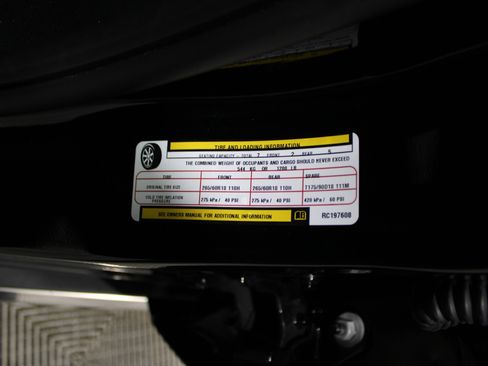 TIRE AND LOADING INFORMATION
SEATING CAPACITY - TOTAL 7 FRONT 2 REAR 5
THE COMBINED WEIGHT OF OCCUPANTS AND CARGO SHOULD NEVER EXCEED
544 KG OR 1200 LB
TIRE FRONT REAR SPARE
ORIGINAL TIRE SIZE 265/60R18 110H 265/60R18 110H T175/90D18 111M
COLD TIRE INFLATION PRESSURE 275 kPa/ 40 PSI 275 kPa/ 40 PSI 420 kPa/ 60 PSI
SEE OWNERS MANUAL FOR ADDITIONAL INFORMATION AB RC197608